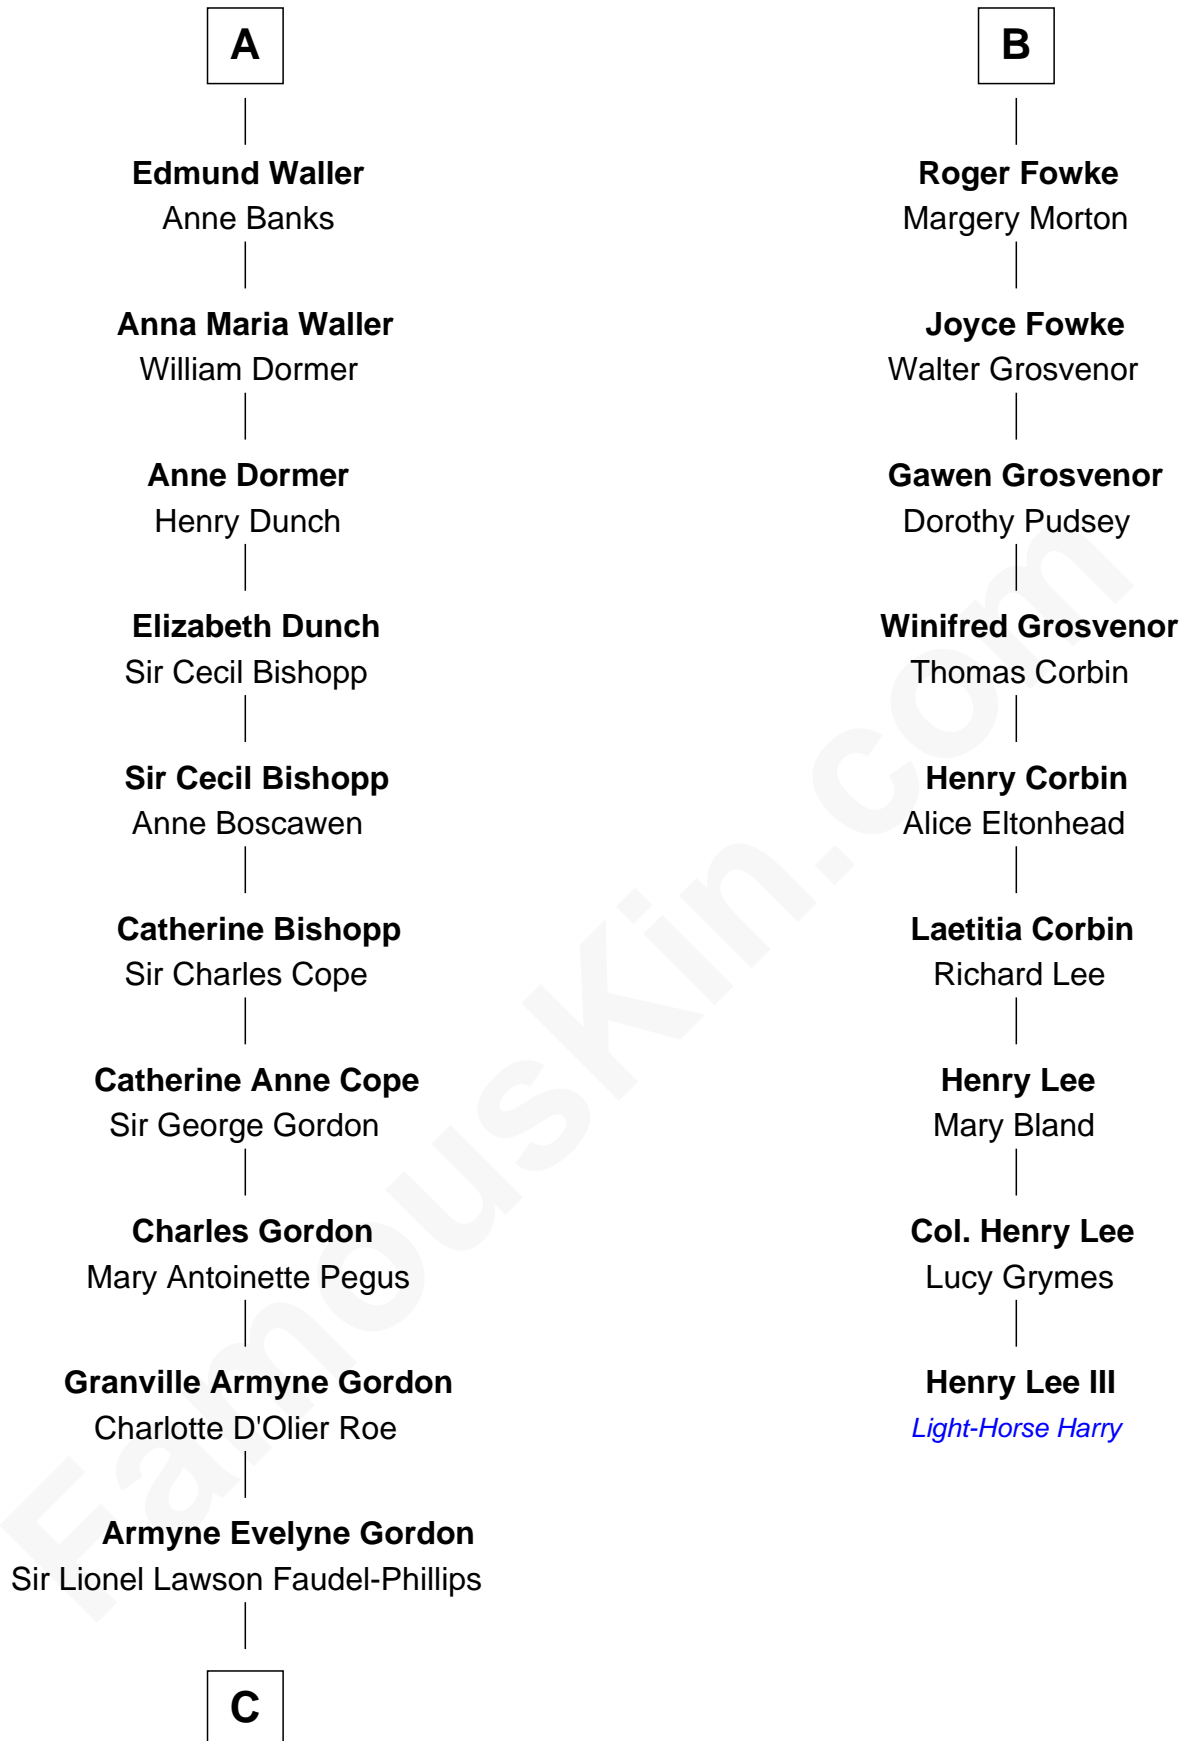 A
Edmund Waller
Anne Banks
Anna Maria Waller
William Dormer
Anne Dormer
Henry Dunch
Elizabeth Dunch
Sir Cecil Bishopp
Sir Cecil Bishopp
Anne Boscawen
Catherine Bishopp
Sir Charles Cope
Catherine Anne Cope
Sir George Gordon
Charles Gordon
Mary Antoinette Pegus
Granville Armyne Gordon
Charlotte D'Olier Roe
Armyne Evelyne Gordon
Sir Lionel Lawson Faudel-Phillips
C
B
Roger Fowke
Margery Morton
Joyce Fowke
Walter Grosvenor
Gawen Grosvenor
Dorothy Pudsey
Winifred Grosvenor
Thomas Corbin
Henry Corbin
Alice Eltonhead
Laetitia Corbin
Richard Lee
Henry Lee
Mary Bland
Col. Henry Lee
Lucy Grymes
Henry Lee III
Light-Horse Harry
FamousKin.com